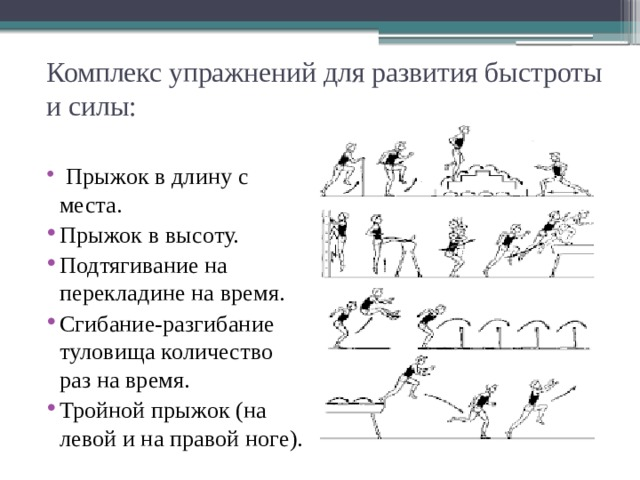 Комплекс упражнений для развития быстроты
и силы:
Прыжок в длину с
места.
Прыжок в высоту.
Подтягивание на
перекладине на время.
Сгибание-разгибание
туловища количество
раз на время.
Тройной прыжок (на
левой и на правой ноге).